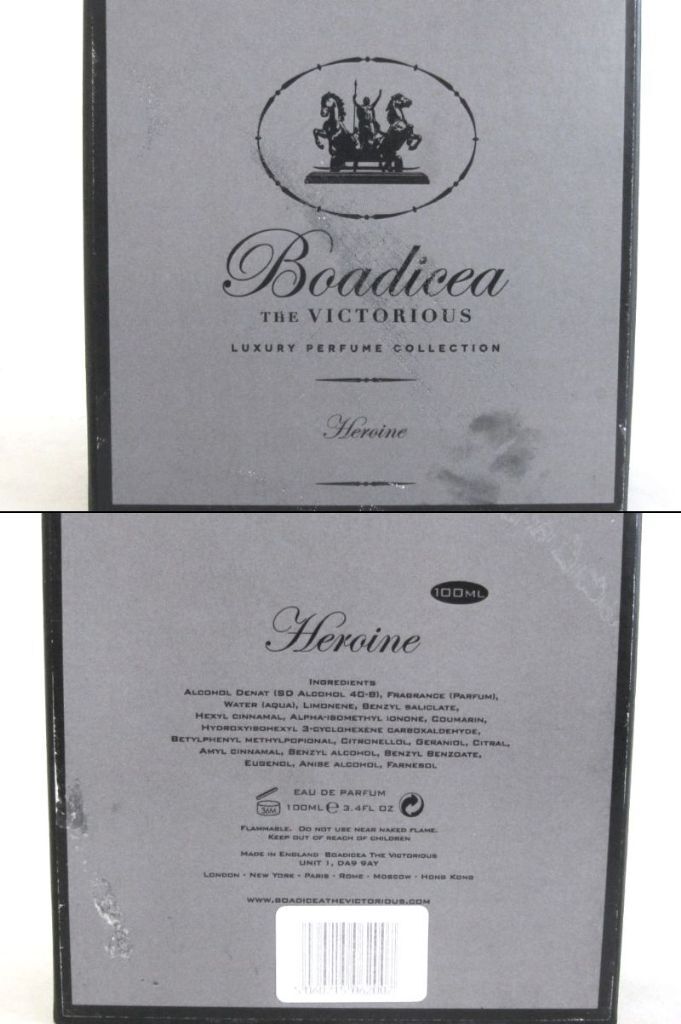 Boadicea
THE VICTORIOUS
LUXURY PERFUME COLLECTION
Heroine
100ML
Heroine
INGREDIENTS
ALCOHOL DENAT (SD ALCOHOL 40-B), FRAGRANCE (PARFUM),
WATER (AQUA), LIMONENE, BENZYL SALICLATE,
HEXYL CINNAMAL, ALPHA-ISOMETHYL IONONE, COUMARIN,
HYDROXYISOHEXYL 3-CYCLOHEXENE CARBOXALDEHYDE,
BETYLPHENYL METHYLPOPIONAL, CITRONELLOL, GERANIOL, CITRAL,
AMYL CINNAMAL, BENZYL ALCOHOL, BENZYL BENZOATE,
EUGENOL, ANISE ALCOHOL, FARNESOL
EAU DE PARFUM
36M 100ML ℮ 3.4FL OZ
FLAMMABLE. DO NOT USE NEAR NAKED FLAME.
KEEP OUT OF REACH OF CHILDREN
MADE IN ENGLAND BOADICEA THE VICTORIOUS
UNIT 1, DA9 9AY
LONDON · NEW YORK · PARIS · ROME · MOSCOW · HONG KONG
WWW.BOADICEATHEVICTORIOUS.COM